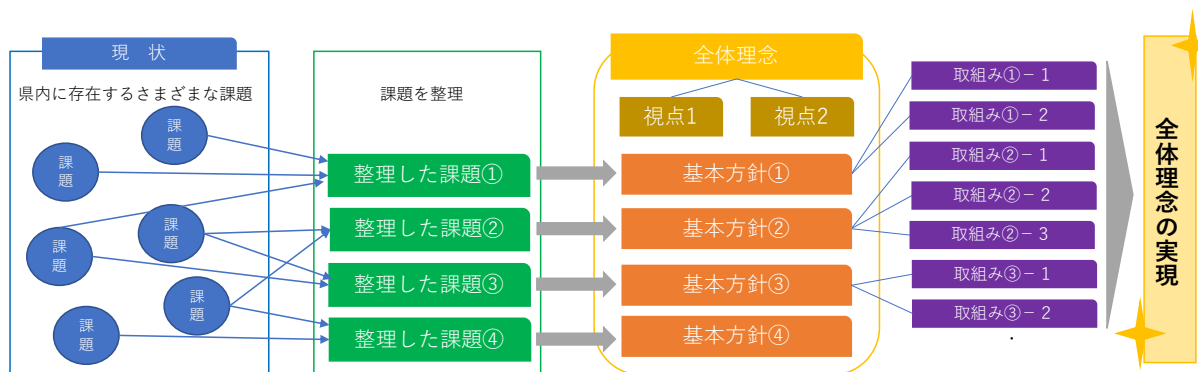 現　状
県内に存在するさまざまな課題
課
題
課
題
課
題
課
題
課
題
課
題
課題を整理
整理した課題①
整理した課題②
整理した課題③
整理した課題④
全体理念
視点1
視点2
基本方針①
基本方針②
基本方針③
基本方針④
取組み①－１
取組み①－２
取組み②－１
取組み②－２
取組み②－３
取組み③－１
取組み③－２
．
全体理念の実現